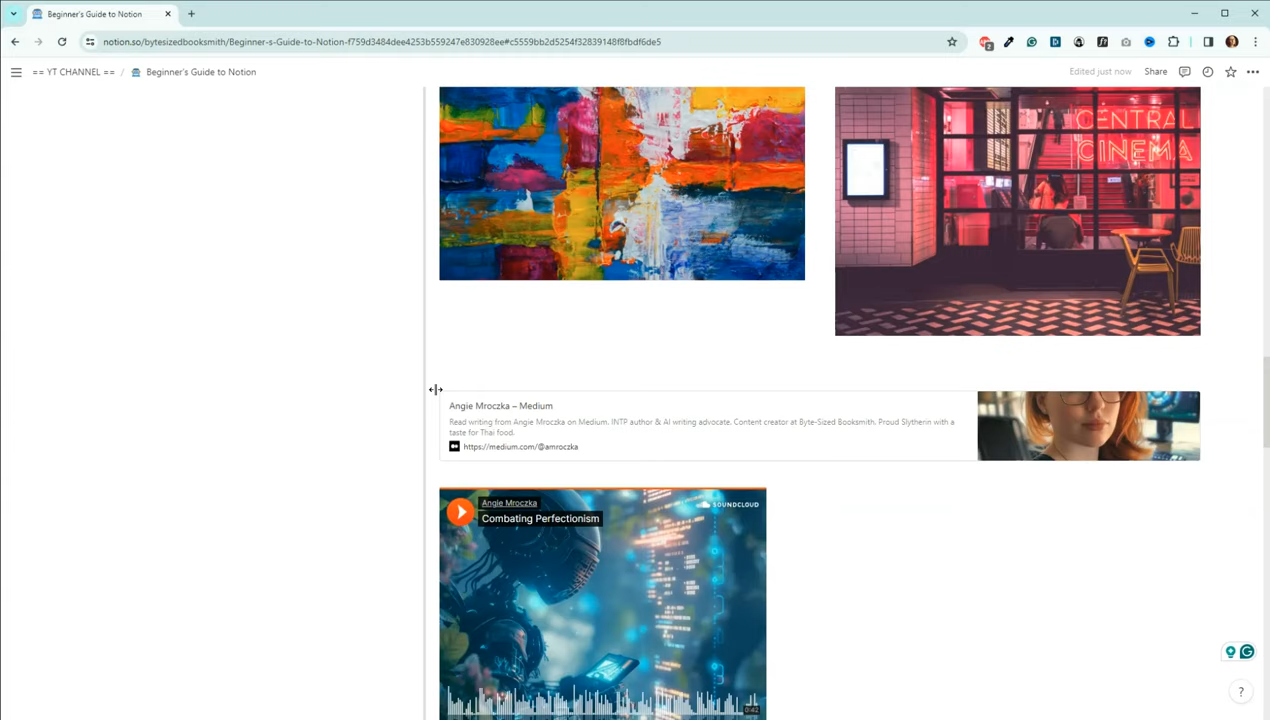 Beginner's Guide to Notion
notion.so/bytesizedbooksmith/Beginner-s-Guide-to-Notion-f759d3484dee4253b559247e830928ee#c5559bb2d5254f32839148f8fbdf6de5
2
== YT CHANNEL == / Beginner's Guide to Notion
Edited just now
Share
CENTRAL
CINEMA
Angie Mroczka – Medium
Read writing from Angie Mroczka on Medium. INTP author & AI writing advocate. Content creator at Byte-Sized Booksmith. Proud Slytherin with a
taste for Thai food.
https://medium.com/@amroczka
Angie Mroczka
SOUNDCLOUD
Combating Perfectionism
0:42
?